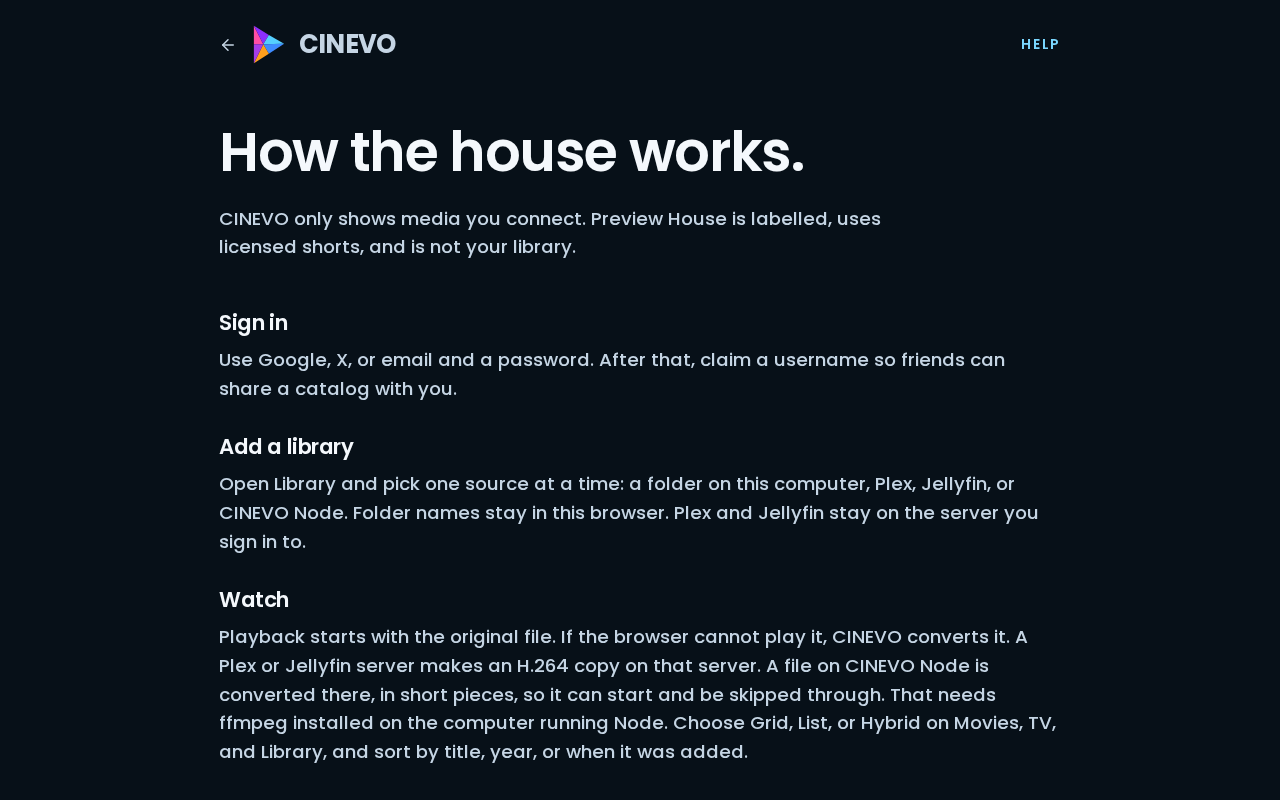 CINEVO
HELP
How the house works.
CINEVO only shows media you connect. Preview House is labelled, uses
licensed shorts, and is not your library.
Sign in
Use Google, X, or email and a password. After that, claim a username so friends can
share a catalog with you.
Add a library
Open Library and pick one source at a time: a folder on this computer, Plex, Jellyfin, or
CINEVO Node. Folder names stay in this browser. Plex and Jellyfin stay on the server you
sign in to.
Watch
Playback starts with the original file. If the browser cannot play it, CINEVO converts it. A
Plex or Jellyfin server makes an H.264 copy on that server. A file on CINEVO Node is
converted there, in short pieces, so it can start and be skipped through. That needs
ffmpeg installed on the computer running Node. Choose Grid, List, or Hybrid on Movies, TV,
and Library, and sort by title, year, or when it was added.